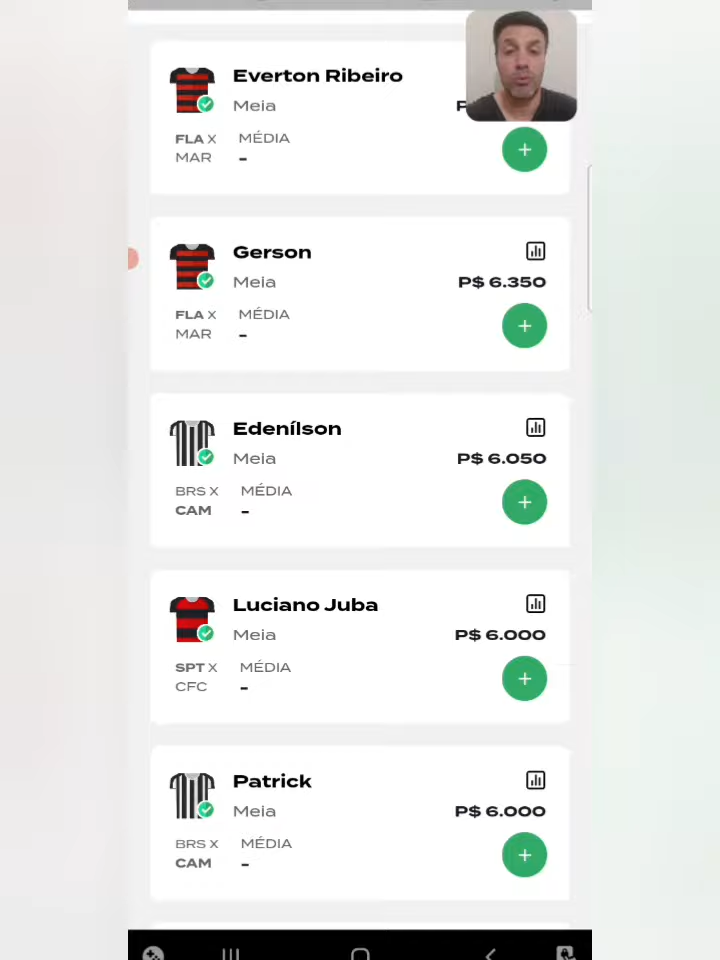 Everton Ribeiro
Meia
FLA X
MAR
MÉDIA
-
Gerson
Meia
P$ 6.350
FLA X
MAR
MÉDIA
-
Edenílson
Meia
P$ 6.050
BRS X
CAM
MÉDIA
-
Luciano Juba
Meia
P$ 6.000
SPT X
CFC
MÉDIA
-
Patrick
Meia
P$ 6.000
BRS X
CAM
MÉDIA
-